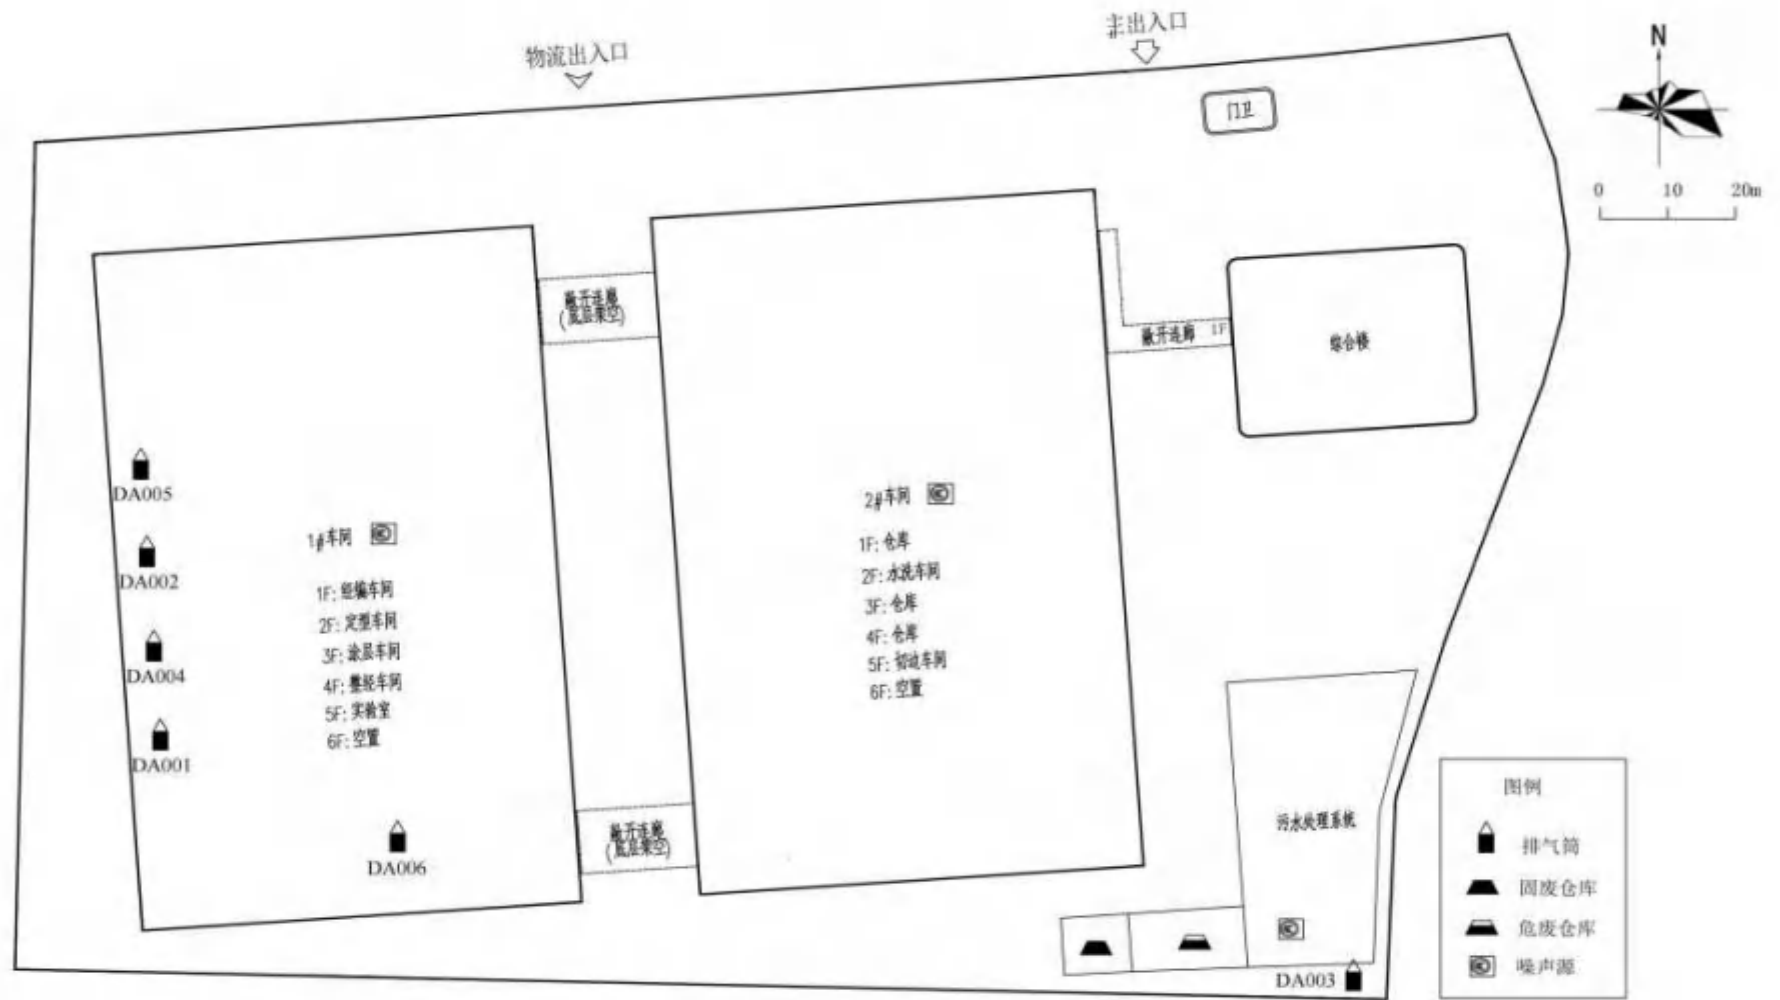 物流出入口
主出入口
N
门卫
0 10 20m
敞开连廊
(底层架空)
敞开连廊 1F
综合楼
DA005
DA002
DA004
DA001
1#车间
1F: 经编车间
2F: 定型车间
3F: 涂层车间
4F: 整经车间
5F: 实验室
6F: 空置
DA006
2#车间
1F: 仓库
2F: 水洗车间
3F: 仓库
4F: 仓库
5F: 切边车间
6F: 空置
敞开连廊
(底层架空)
污水处理系统
DA003
图例
排气筒
固废仓库
危废仓库
噪声源